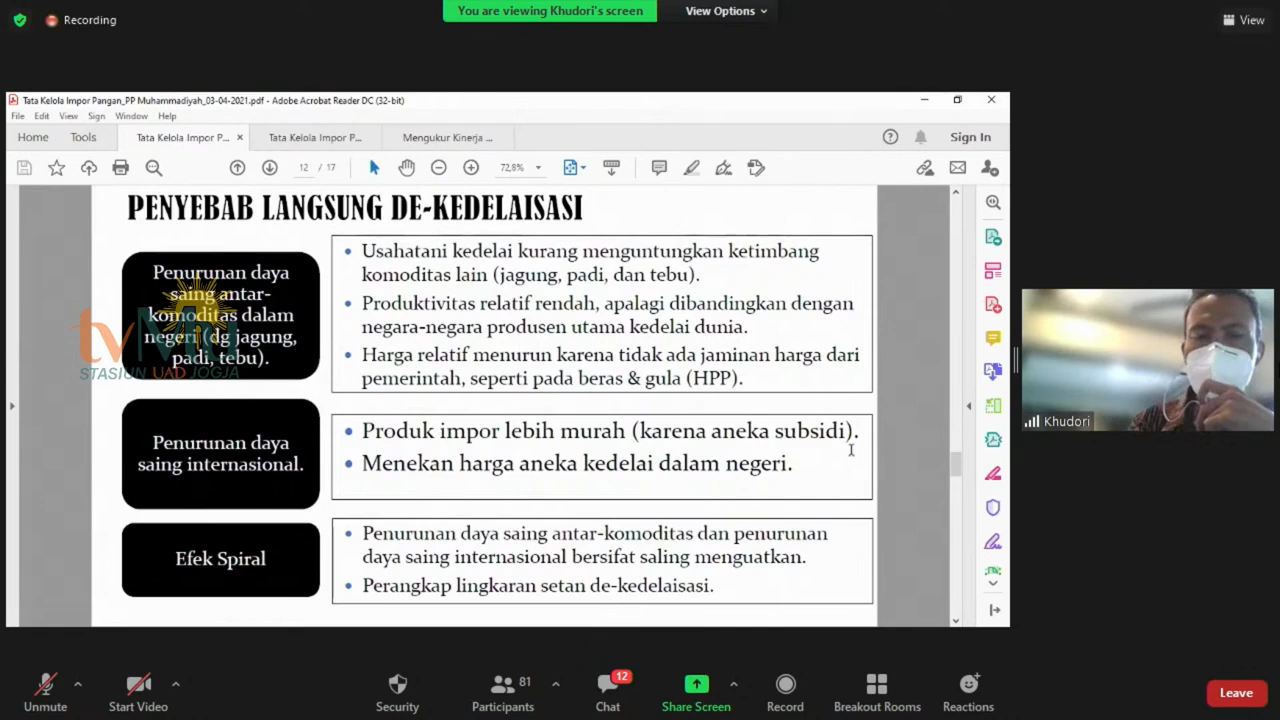 You are viewing Khudori's screen
View Options
Recording
View
Tata Kelola Impor Pangan_PP Muhammadiyah_03-04-2021.pdf - Adobe Acrobat Reader DC (32-bit)
File Edit View Sign Window Help
Home Tools Tata Kelola Impor P... Tata Kelola Impor P... Mengukur Kinerja ... Sign In
12 / 17 72,8%
PENYEBAB LANGSUNG DE-KEDELAISASI
Penurunan daya
saing antar-
komoditas dalam
negeri (dg jagung,
padi, tebu).
• Usahatani kedelai kurang menguntungkan ketimbang
komoditas lain (jagung, padi, dan tebu).
• Produktivitas relatif rendah, apalagi dibandingkan dengan
negara-negara produsen utama kedelai dunia.
• Harga relatif menurun karena tidak ada jaminan harga dari
pemerintah, seperti pada beras & gula (HPP).
tvMu
STASIUN UAD JOGJA
Penurunan daya
saing internasional.
• Produk impor lebih murah (karena aneka subsidi).
• Menekan harga aneka kedelai dalam negeri.
Efek Spiral
• Penurunan daya saing antar-komoditas dan penurunan
daya saing internasional bersifat saling menguatkan.
• Perangkap lingkaran setan de-kedelaisasi.
Khudori
Unmute
Start Video
Security
81
Participants
12
Chat
Share Screen
Record
Breakout Rooms
Reactions
Leave